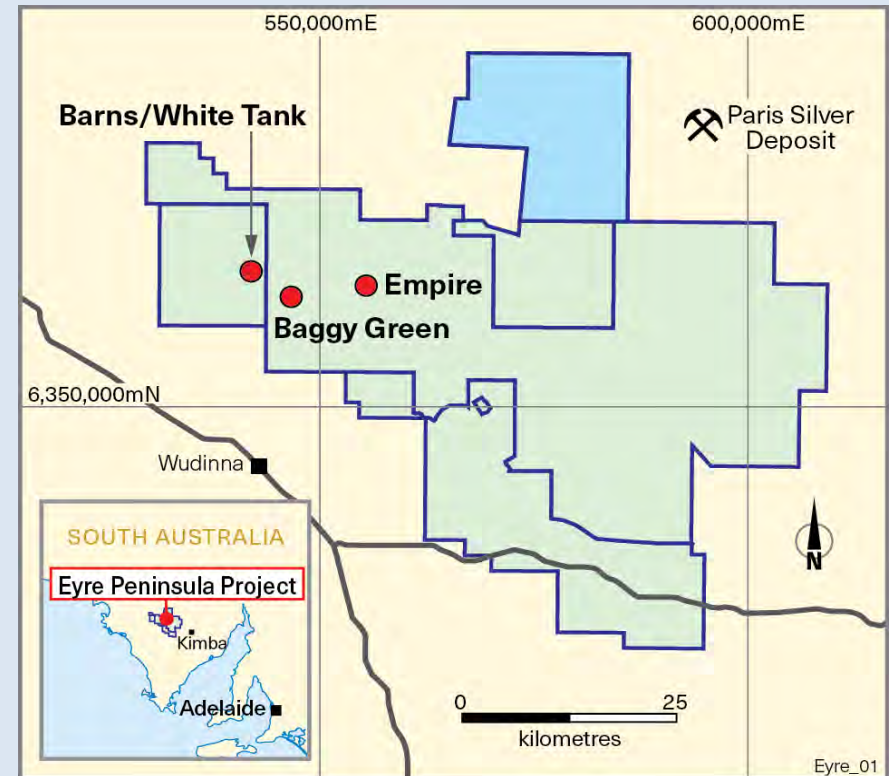 550,000mE
600,000mE
Barns/White Tank
Paris Silver
Deposit
Empire
Baggy Green
6,350,000mN
Wudinna
SOUTH AUSTRALIA
Eyre Peninsula Project
Kimba
Adelaide
N
0 25
kilometres
Eyre_01